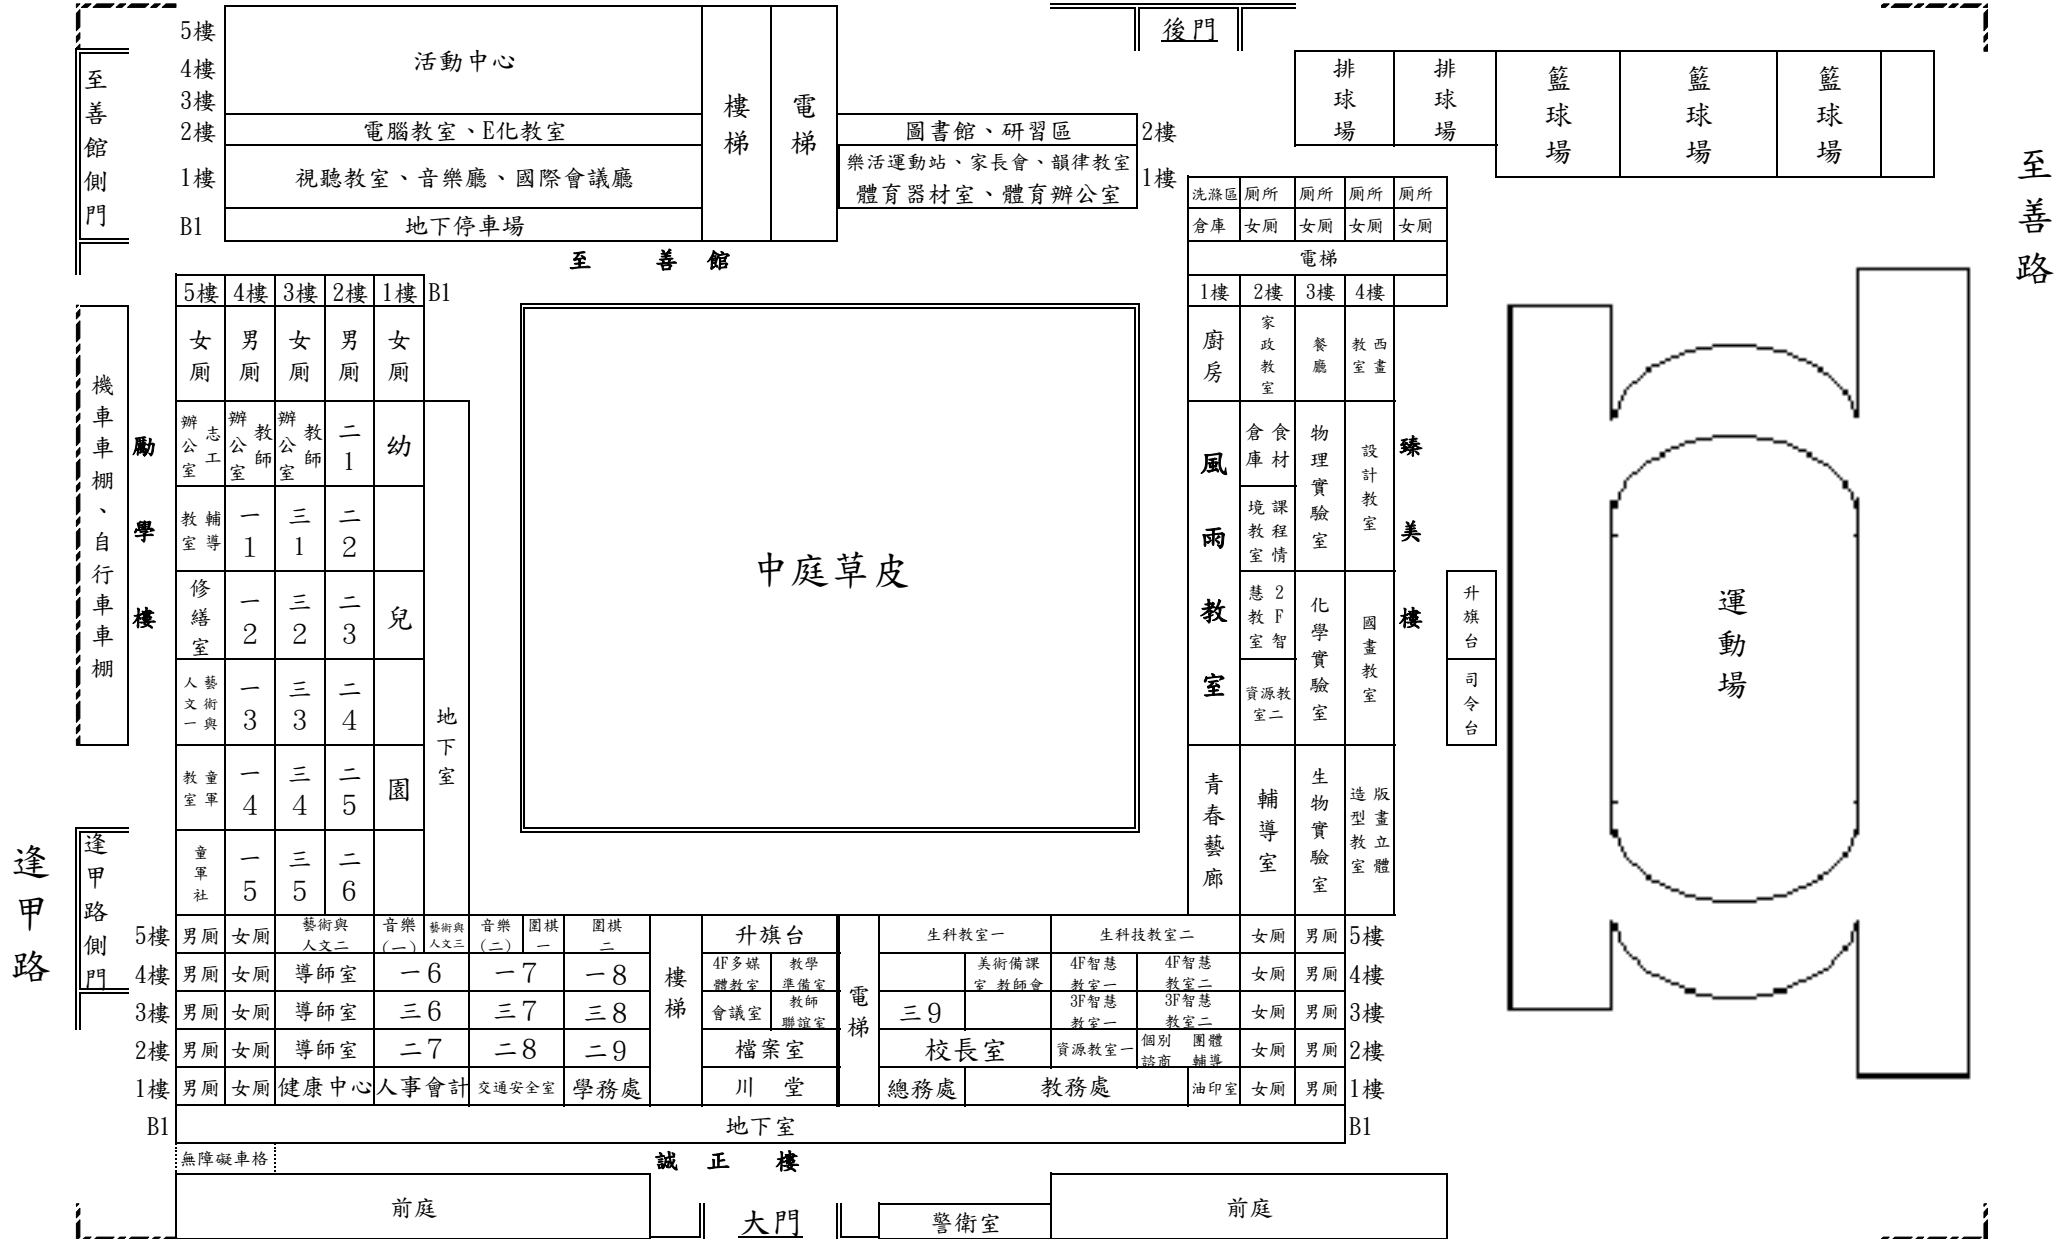 後門
5樓
4樓
3樓
2樓
1樓
B1
活動中心
電腦教室、E化教室
視聽教室、音樂廳、國際會議廳
地下停車場
樓梯
電梯
圖書館、研習區
2樓
樂活運動站、家長會、韻律教室
體育器材室、體育辦公室
1樓
至善館
至善館側門
排球場
排球場
籃球場
籃球場
籃球場
至善路
洗滌區 廁所 廁所 廁所 廁所
倉庫 女廁 女廁 女廁 女廁
電梯
1樓 2樓 3樓 4樓
廚房
家政教室
餐廳
西畫教室
風雨教室
食材倉庫
物理實驗室
設計教室
課程情境教室
2F智慧教室
化學實驗室
國畫教室
資源教室二
青春藝廊
輔導室
生物實驗室
版畫立體造型教室
臻美樓
升旗台
司令台
運動場
5樓 4樓 3樓 2樓 1樓 B1
女廁 男廁 女廁 男廁 女廁
志工辦公室 教師辦公室 教師辦公室 二1 幼
輔導教室 一1 三1 二2
修繕室 一2 三2 二3 兒
藝術與人文一 一3 三3 二4
童軍教室 一4 三4 二5 園
童軍社 一5 三5 二6
地下室
勵學樓
機車車棚、自行車車棚
中庭草皮
逢甲路側門
逢甲路
5樓 男廁 女廁 藝術與人文二 音樂(一) 藝術與人文三 音樂(二) 圍棋一 圍棋二 升旗台 生科教室一 生科技教室二 女廁 男廁 5樓
4樓 男廁 女廁 導師室 一6 一7 一8 4F多媒體教室 教學準備室 美術備課室 教師會 4F智慧教室一 4F智慧教室二 女廁 男廁 4樓
樓梯
電梯
3樓 男廁 女廁 導師室 三6 三7 三8 會議室 教師聯誼室 三9 3F智慧教室一 3F智慧教室二 女廁 男廁 3樓
2樓 男廁 女廁 導師室 二7 二8 二9 檔案室 校長室 資源教室一 個別諮商 團體輔導 女廁 男廁 2樓
1樓 男廁 女廁 健康中心 人事會計 交通安全室 學務處 川堂 總務處 教務處 油印室 女廁 男廁 1樓
B1 地下室 B1
無障礙車格
誠正樓
前庭
大門
警衛室
前庭